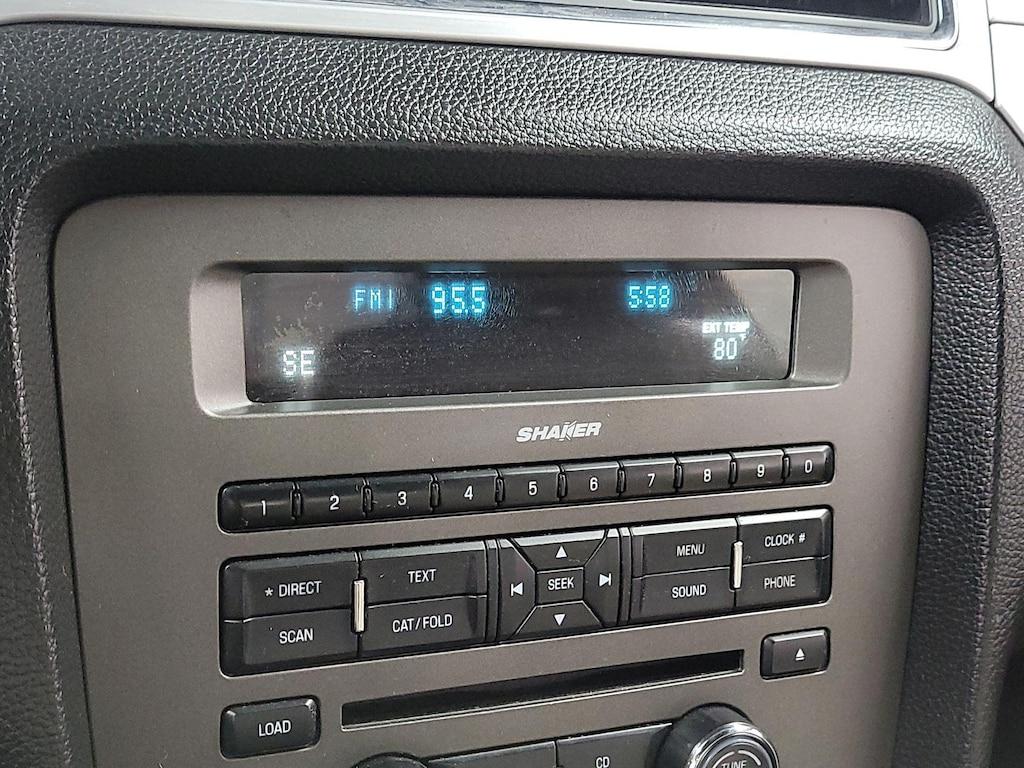 FM1 95.5 5:58
EXT TEMP
SE 80°
SHAKER
1 2 3 4 5 6 7 8 9 0
* DIRECT TEXT SEEK MENU CLOCK #
SCAN CAT/FOLD SOUND PHONE
LOAD
CD TUNE